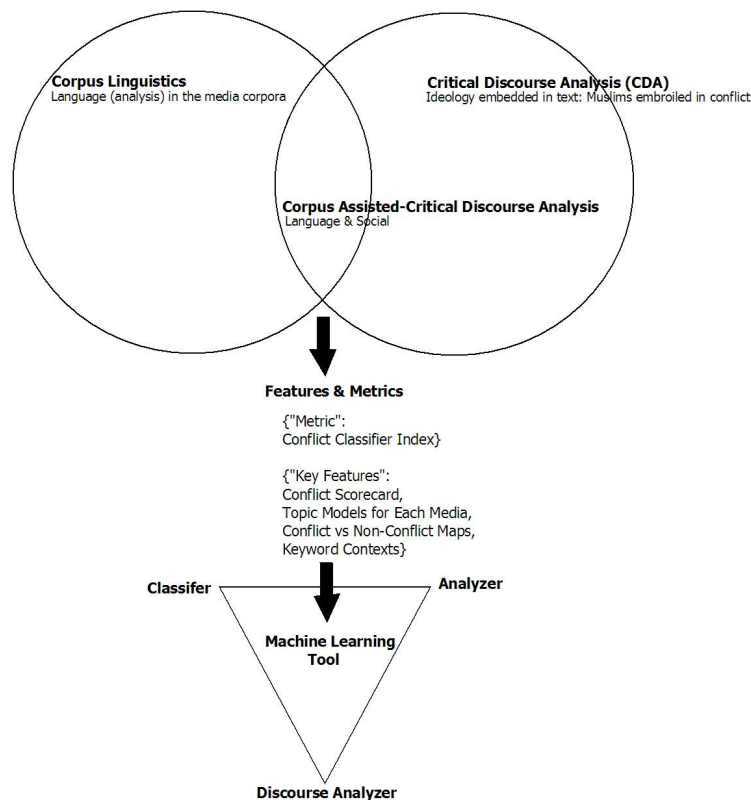 Corpus Linguistics
Language (analysis) in the media corpora
Critical Discourse Analysis (CDA)
Ideology embedded in text: Muslims embroiled in conflict
Corpus Assisted-Critical Discourse Analysis
Language & Social
Features & Metrics
{"Metric":
Conflict Classifier Index}
{"Key Features":
Conflict Scorecard,
Topic Models for Each Media,
Conflict vs Non-Conflict Maps,
Keyword Contexts}
Classifer
Analyzer
Machine Learning
Tool
Discourse Analyzer